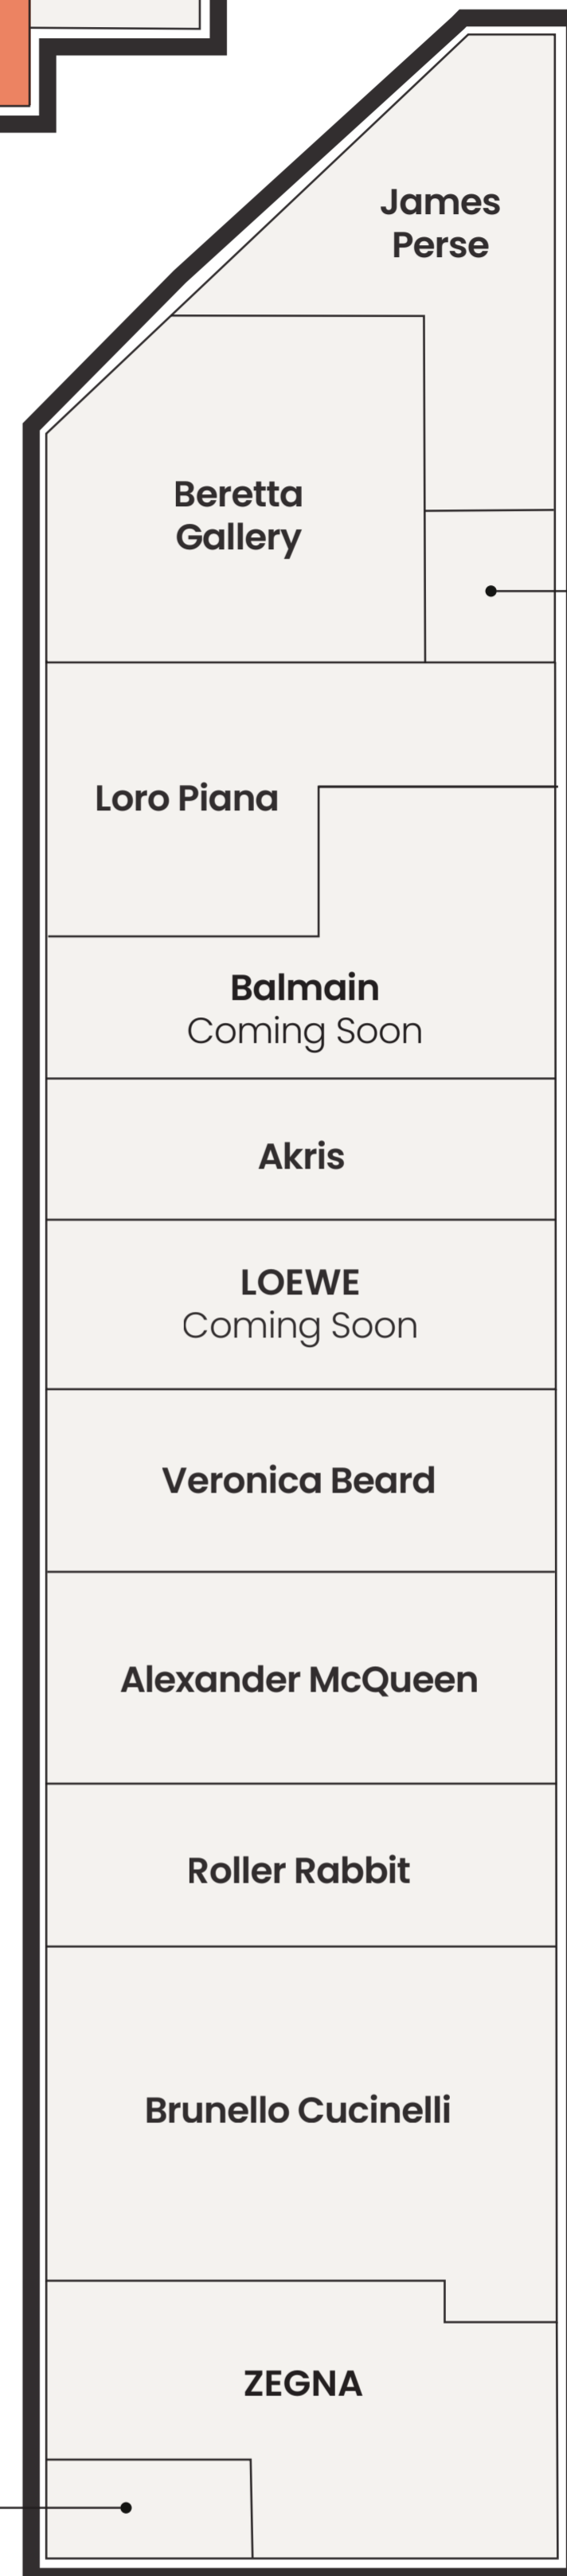 James
Perse
Beretta
Gallery
Loro Piana
Balmain
Coming Soon
Akris
LOEWE
Coming Soon
Veronica Beard
Alexander McQueen
Roller Rabbit
Brunello Cucinelli
ZEGNA